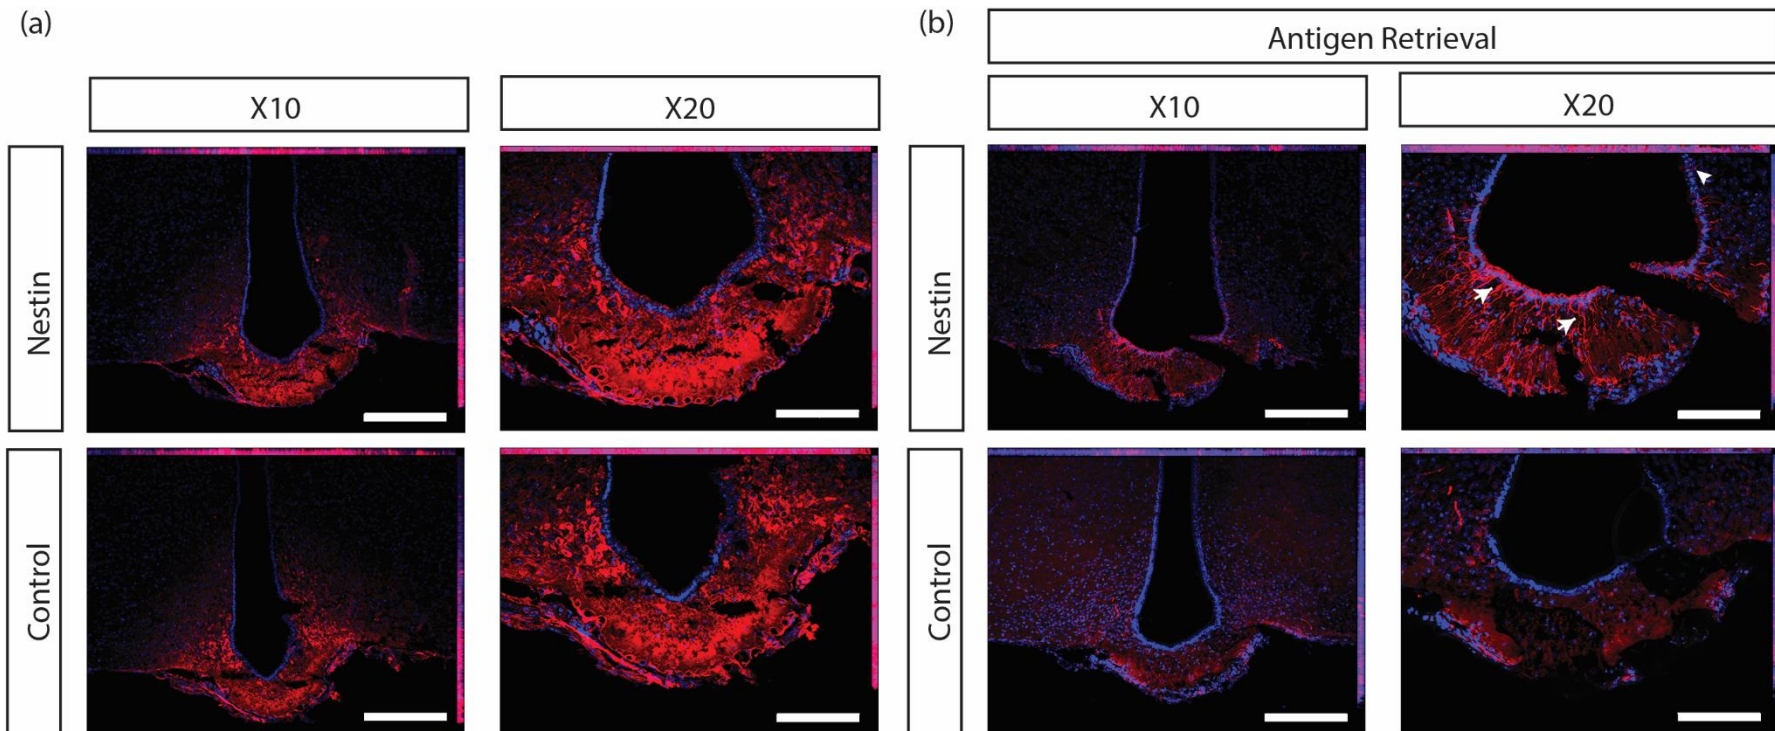 (a)
(b)
Antigen Retrieval
X10
X20
X10
X20
Nestin
Nestin
Control
Control